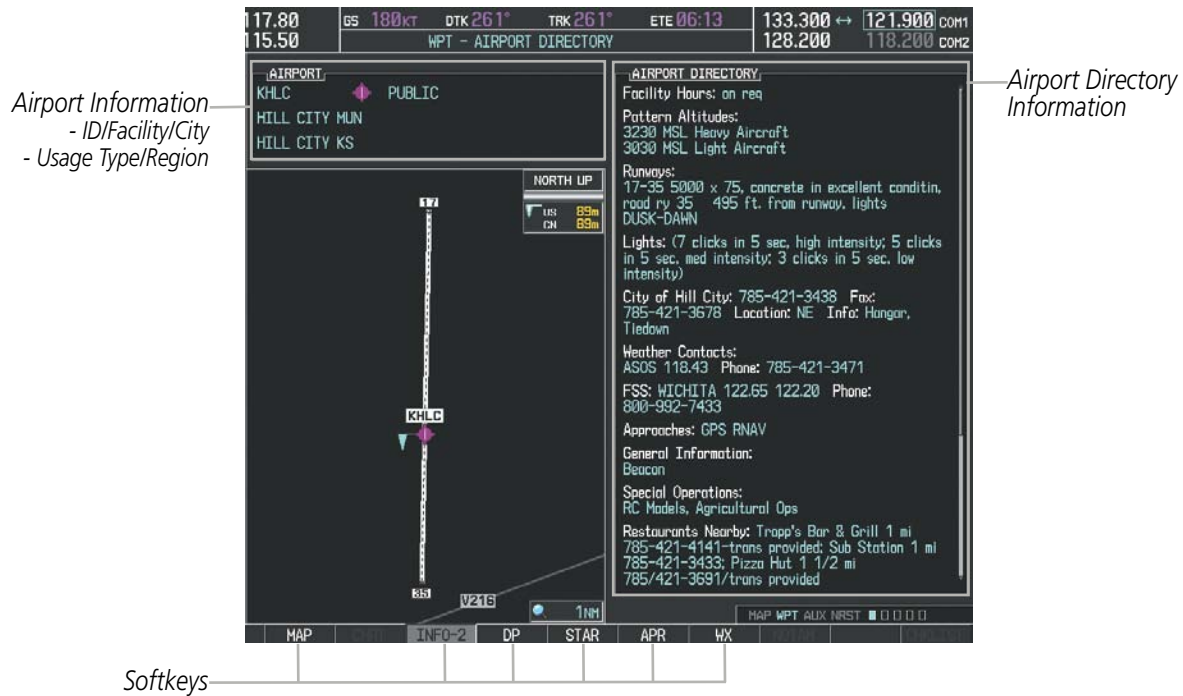 117.80
115.50
GS 180KT DTK 261° TRK 261° ETE 06:13
WPT – AIRPORT DIRECTORY
133.300 ↔ 121.900 COM1
128.200 118.200 COM2
AIRPORT
KHLC PUBLIC
HILL CITY MUN
HILL CITY KS
Airport Information
- ID/Facility/City
- Usage Type/Region
NORTH UP
US 89m
CN 89m
17
KHLC
35
V216
1NM
AIRPORT DIRECTORY
Facility Hours: on req
Pattern Altitudes:
3230 MSL Heavy Aircraft
3030 MSL Light Aircraft
Runways:
17-35 5000 x 75, concrete in excellent conditin,
road ry 35 495 ft. from runway, lights
DUSK-DAWN
Lights: (7 clicks in 5 sec, high intensity; 5 clicks
in 5 sec, med intensity; 3 clicks in 5 sec, low
intensity)
City of Hill City: 785-421-3438 Fax:
785-421-3678 Location: NE Info: Hangar,
Tiedown
Weather Contacts:
ASOS 118.43 Phone: 785-421-3471
FSS: WICHITA 122.65 122.20 Phone:
800-992-7433
Approaches: GPS RNAV
General Information:
Beacon
Special Operations:
RC Models, Agricultural Ops
Restaurants Nearby: Trapp's Bar & Grill 1 mi
785-421-4141-trans provided; Sub Station 1 mi
785-421-3433; Pizza Hut 1 1/2 mi
785/421-3691/trans provided
Airport Directory
Information
MAP WPT AUX NRST
MAP INFO-2 DP STAR APR WX
Softkeys